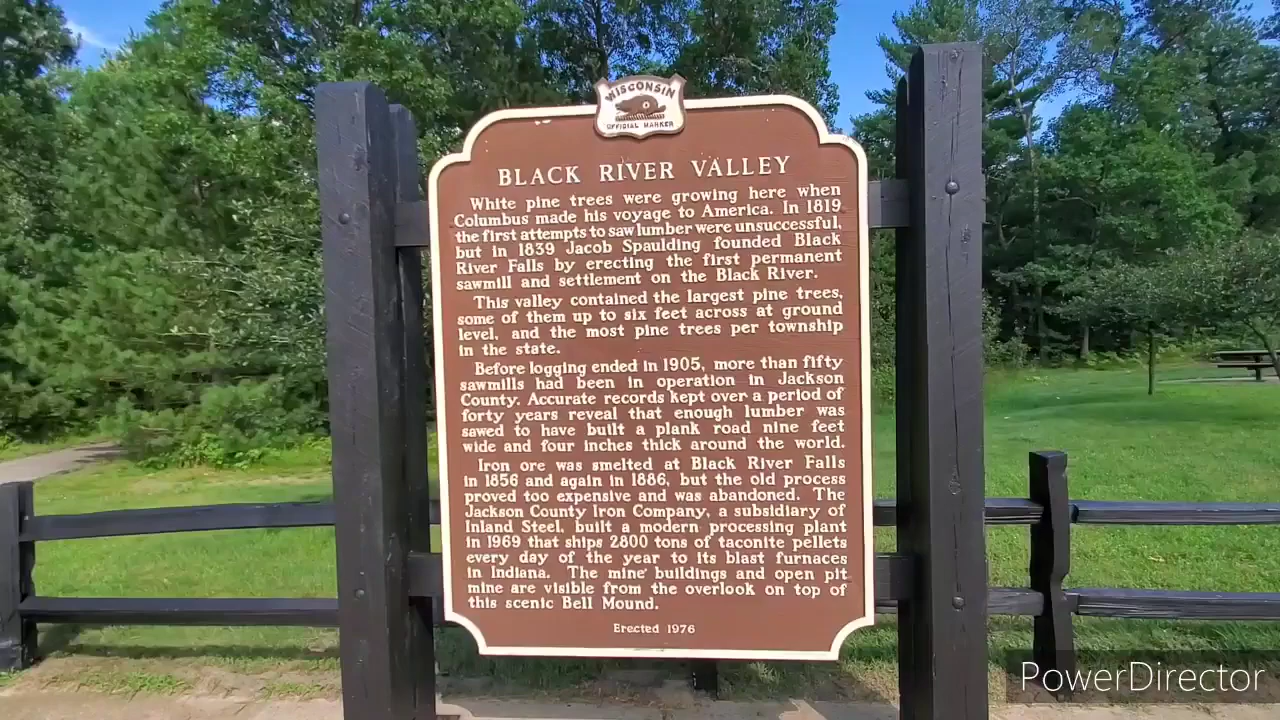 WISCONSIN
OFFICIAL MARKER
BLACK RIVER VALLEY
White pine trees were growing here when
Columbus made his voyage to America. In 1819
the first attempts to saw lumber were unsuccessful,
but in 1839 Jacob Spaulding founded Black
River Falls by erecting the first permanent
sawmill and settlement on the Black River.
This valley contained the largest pine trees,
some of them up to six feet across at ground
level, and the most pine trees per township
in the state.
Before logging ended in 1905, more than fifty
sawmills had been in operation in Jackson
County. Accurate records kept over a period of
forty years reveal that enough lumber was
sawed to have built a plank road nine feet
wide and four inches thick around the world.
Iron ore was smelted at Black River Falls
in 1856 and again in 1886, but the old process
proved too expensive and was abandoned. The
Jackson County Iron Company, a subsidiary of
Inland Steel, built a modern processing plant
in 1969 that ships 2800 tons of taconite pellets
every day of the year to its blast furnaces
in Indiana. The mine buildings and open pit
mine are visible from the overlook on top of
this scenic Bell Mound.
Erected 1976
PowerDirector